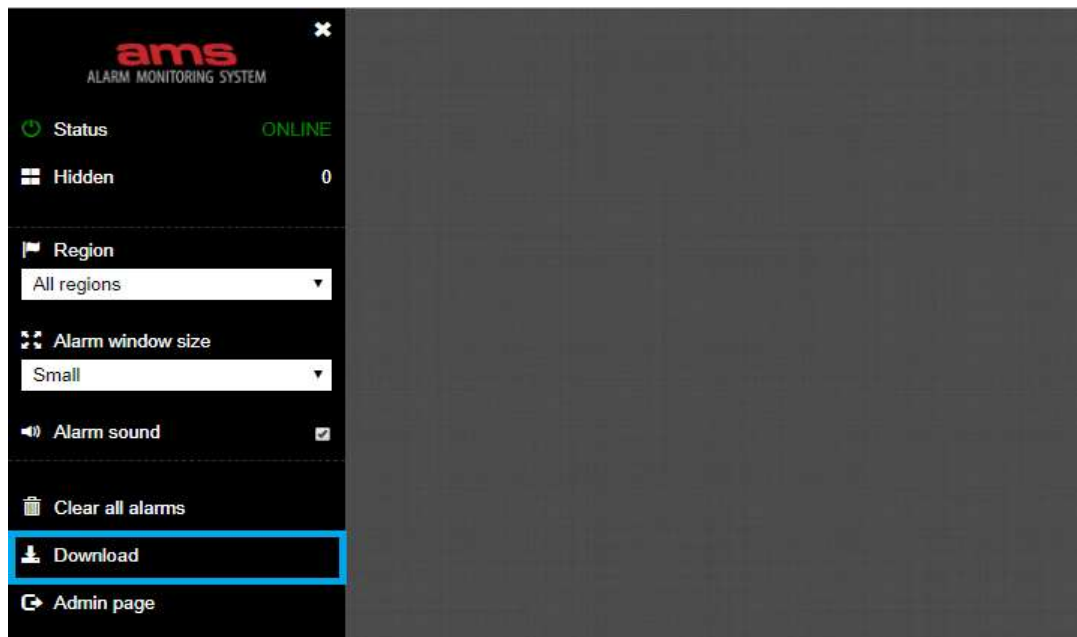 ams
ALARM MONITORING SYSTEM
Status ONLINE
Hidden 0
Region
All regions
Alarm window size
Small
Alarm sound
Clear all alarms
Download
Admin page